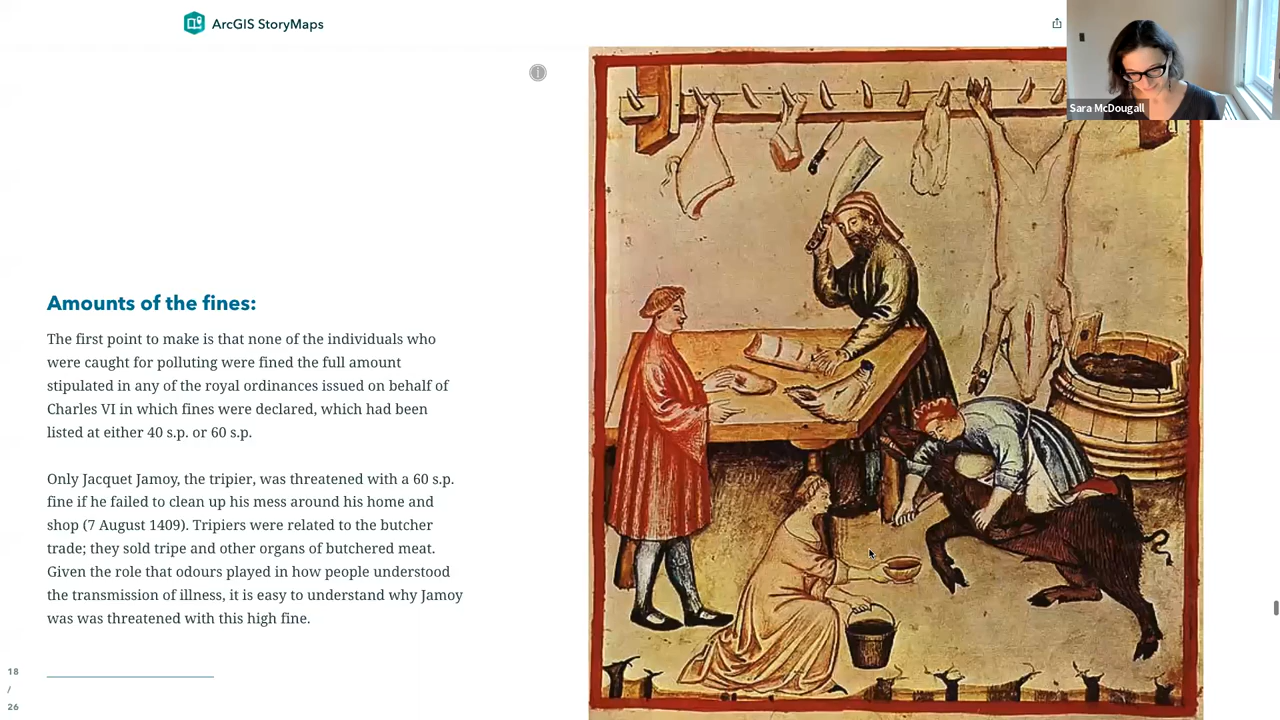 ArcGIS StoryMaps
Sara McDougall
Amounts of the fines:
The first point to make is that none of the individuals who
were caught for polluting were fined the full amount
stipulated in any of the royal ordinances issued on behalf of
Charles VI in which fines were declared, which had been
listed at either 40 s.p. or 60 s.p.
Only Jacquet Jamoy, the tripier, was threatened with a 60 s.p.
fine if he failed to clean up his mess around his home and
shop (7 August 1409). Tripiers were related to the butcher
trade; they sold tripe and other organs of butchered meat.
Given the role that odours played in how people understood
the transmission of illness, it is easy to understand why Jamoy
was was threatened with this high fine.
18
/
26